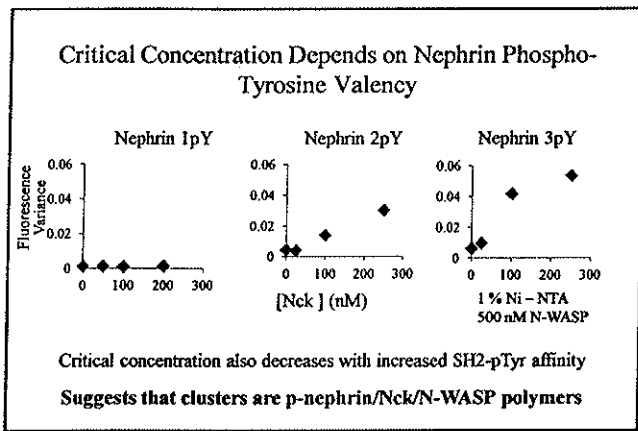 Critical Concentration Depends on Nephrin Phospho-
Tyrosine Valency
Nephrin 1pY
Nephrin 2pY
Nephrin 3pY
Fluorescence
Variance
0.06
0.04
0.02
0
0 100 200 300
0.06
0.04
0.02
0
0 100 200 300
[Nck ] (nM)
0.06
0.04
0.02
0
0 100 200 300
1 % Ni – NTA
500 nM N-WASP
Critical concentration also decreases with increased SH2-pTyr affinity
Suggests that clusters are p-nephrin/Nck/N-WASP polymers